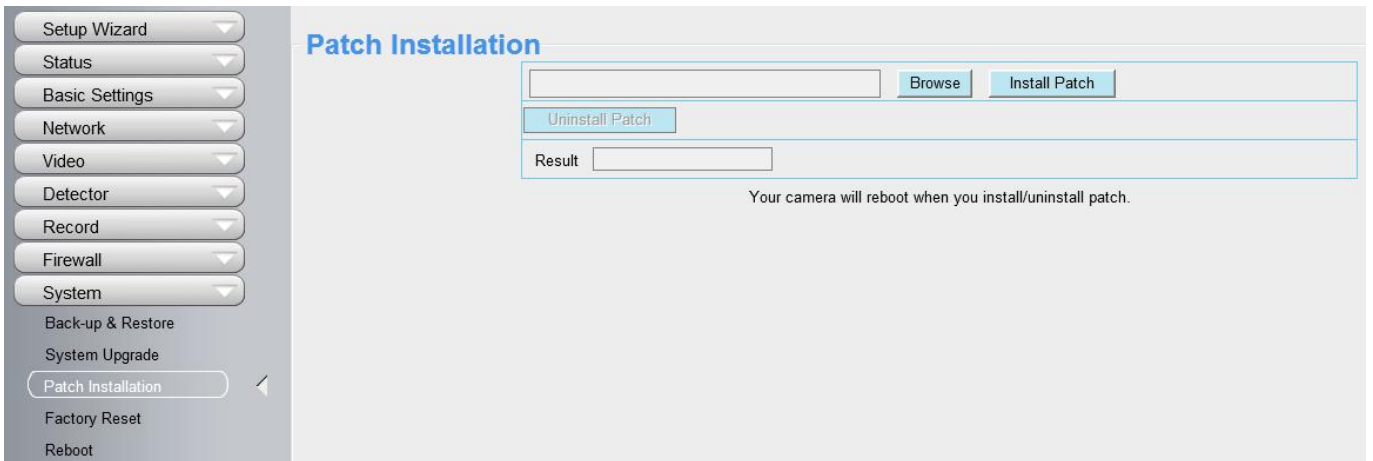 Setup Wizard
Status
Basic Settings
Network
Video
Detector
Record
Firewall
System
Back-up & Restore
System Upgrade
Patch Installation
Factory Reset
Reboot
Patch Installation
Browse Install Patch
Uninstall Patch
Result
Your camera will reboot when you install/uninstall patch.